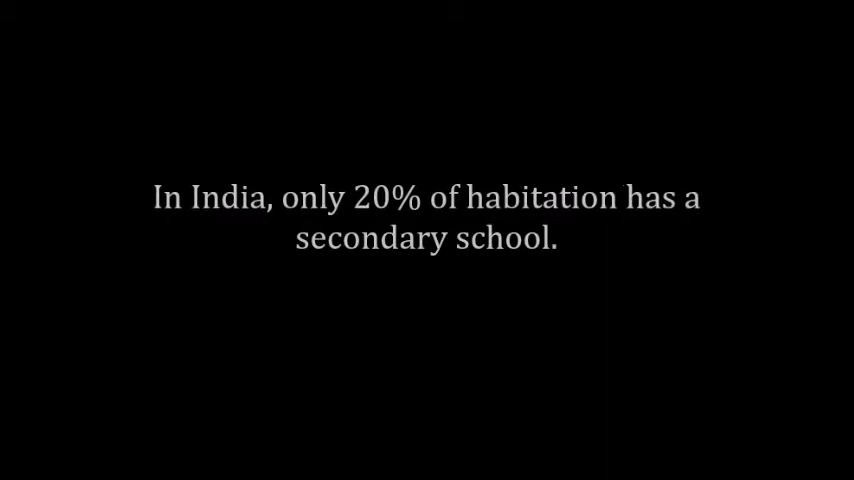 In India, only 20% of habitation has a
secondary school.